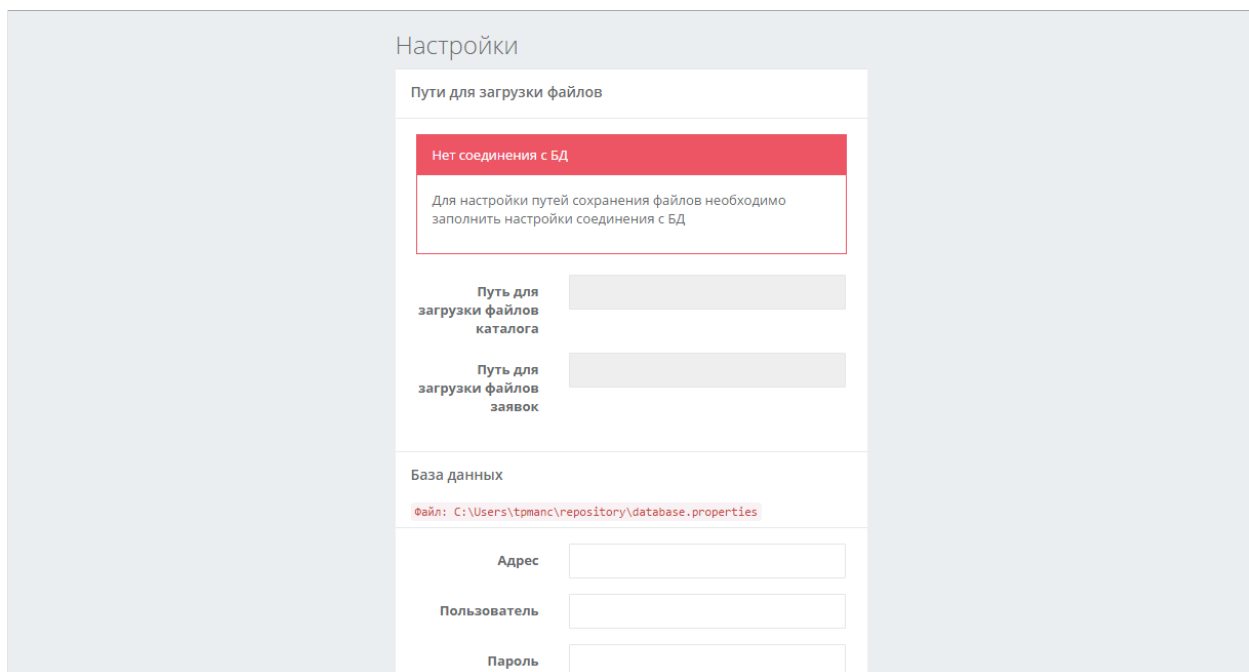 Настройки
Пути для загрузки файлов
Нет соединения с БД
Для настройки путей сохранения файлов необходимо
заполнить настройки соединения с БД
Путь для
загрузки файлов
каталога
Путь для
загрузки файлов
заявок
База данных
Файл: C:\Users\tpmanc\repository\database.properties
Адрес
Пользователь
Пароль